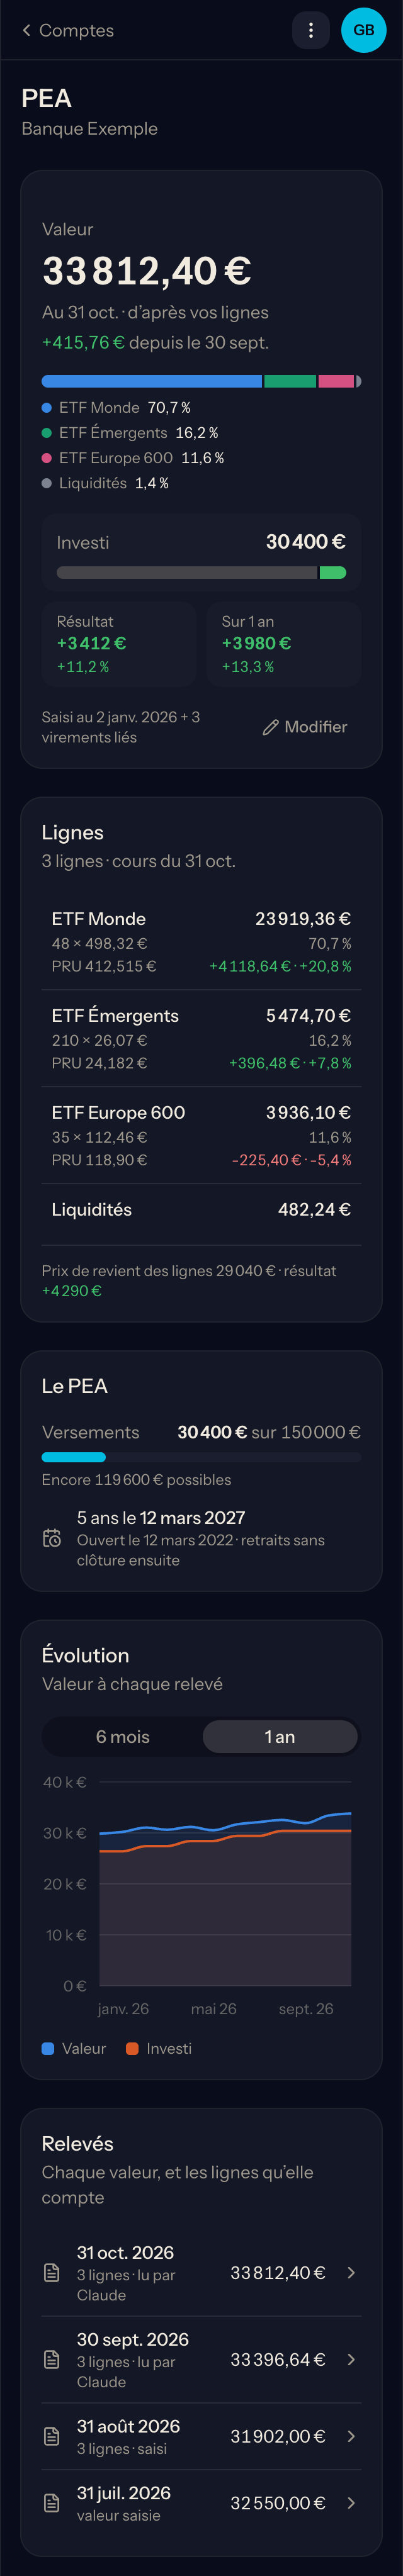 Comptes
GB
PEA
Banque Exemple
Valeur
33 812,40 €
Au 31 oct. · d’après vos lignes
+415,76 € depuis le 30 sept.
ETF Monde 70,7 %
ETF Émergents 16,2 %
ETF Europe 600 11,6 %
Liquidités 1,4 %
Investi 30 400 €
Résultat
+3 412 €
+11,2 %
Sur 1 an
+3 980 €
+13,3 %
Saisi au 2 janv. 2026 + 3
virements liés
Modifier
Lignes
3 lignes · cours du 31 oct.
ETF Monde 23 919,36 €
48 × 498,32 € 70,7 %
PRU 412,515 € +4 118,64 € · +20,8 %
ETF Émergents 5 474,70 €
210 × 26,07 € 16,2 %
PRU 24,182 € +396,48 € · +7,8 %
ETF Europe 600 3 936,10 €
35 × 112,46 € 11,6 %
PRU 118,90 € -225,40 € · -5,4 %
Liquidités 482,24 €
Prix de revient des lignes 29 040 € · résultat
+4 290 €
Le PEA
Versements 30 400 € sur 150 000 €
Encore 119 600 € possibles
5 ans le 12 mars 2027
Ouvert le 12 mars 2022 · retraits sans
clôture ensuite
Évolution
Valeur à chaque relevé
6 mois 1 an
40 k €
30 k €
20 k €
10 k €
0 €
janv. 26 mai 26 sept. 26
Valeur Investi
Relevés
Chaque valeur, et les lignes qu’elle
compte
31 oct. 2026
3 lignes · lu par
Claude
33 812,40 €
30 sept. 2026
3 lignes · lu par
Claude
33 396,64 €
31 août 2026
3 lignes · saisi
31 902,00 €
31 juil. 2026
valeur saisie
32 550,00 €